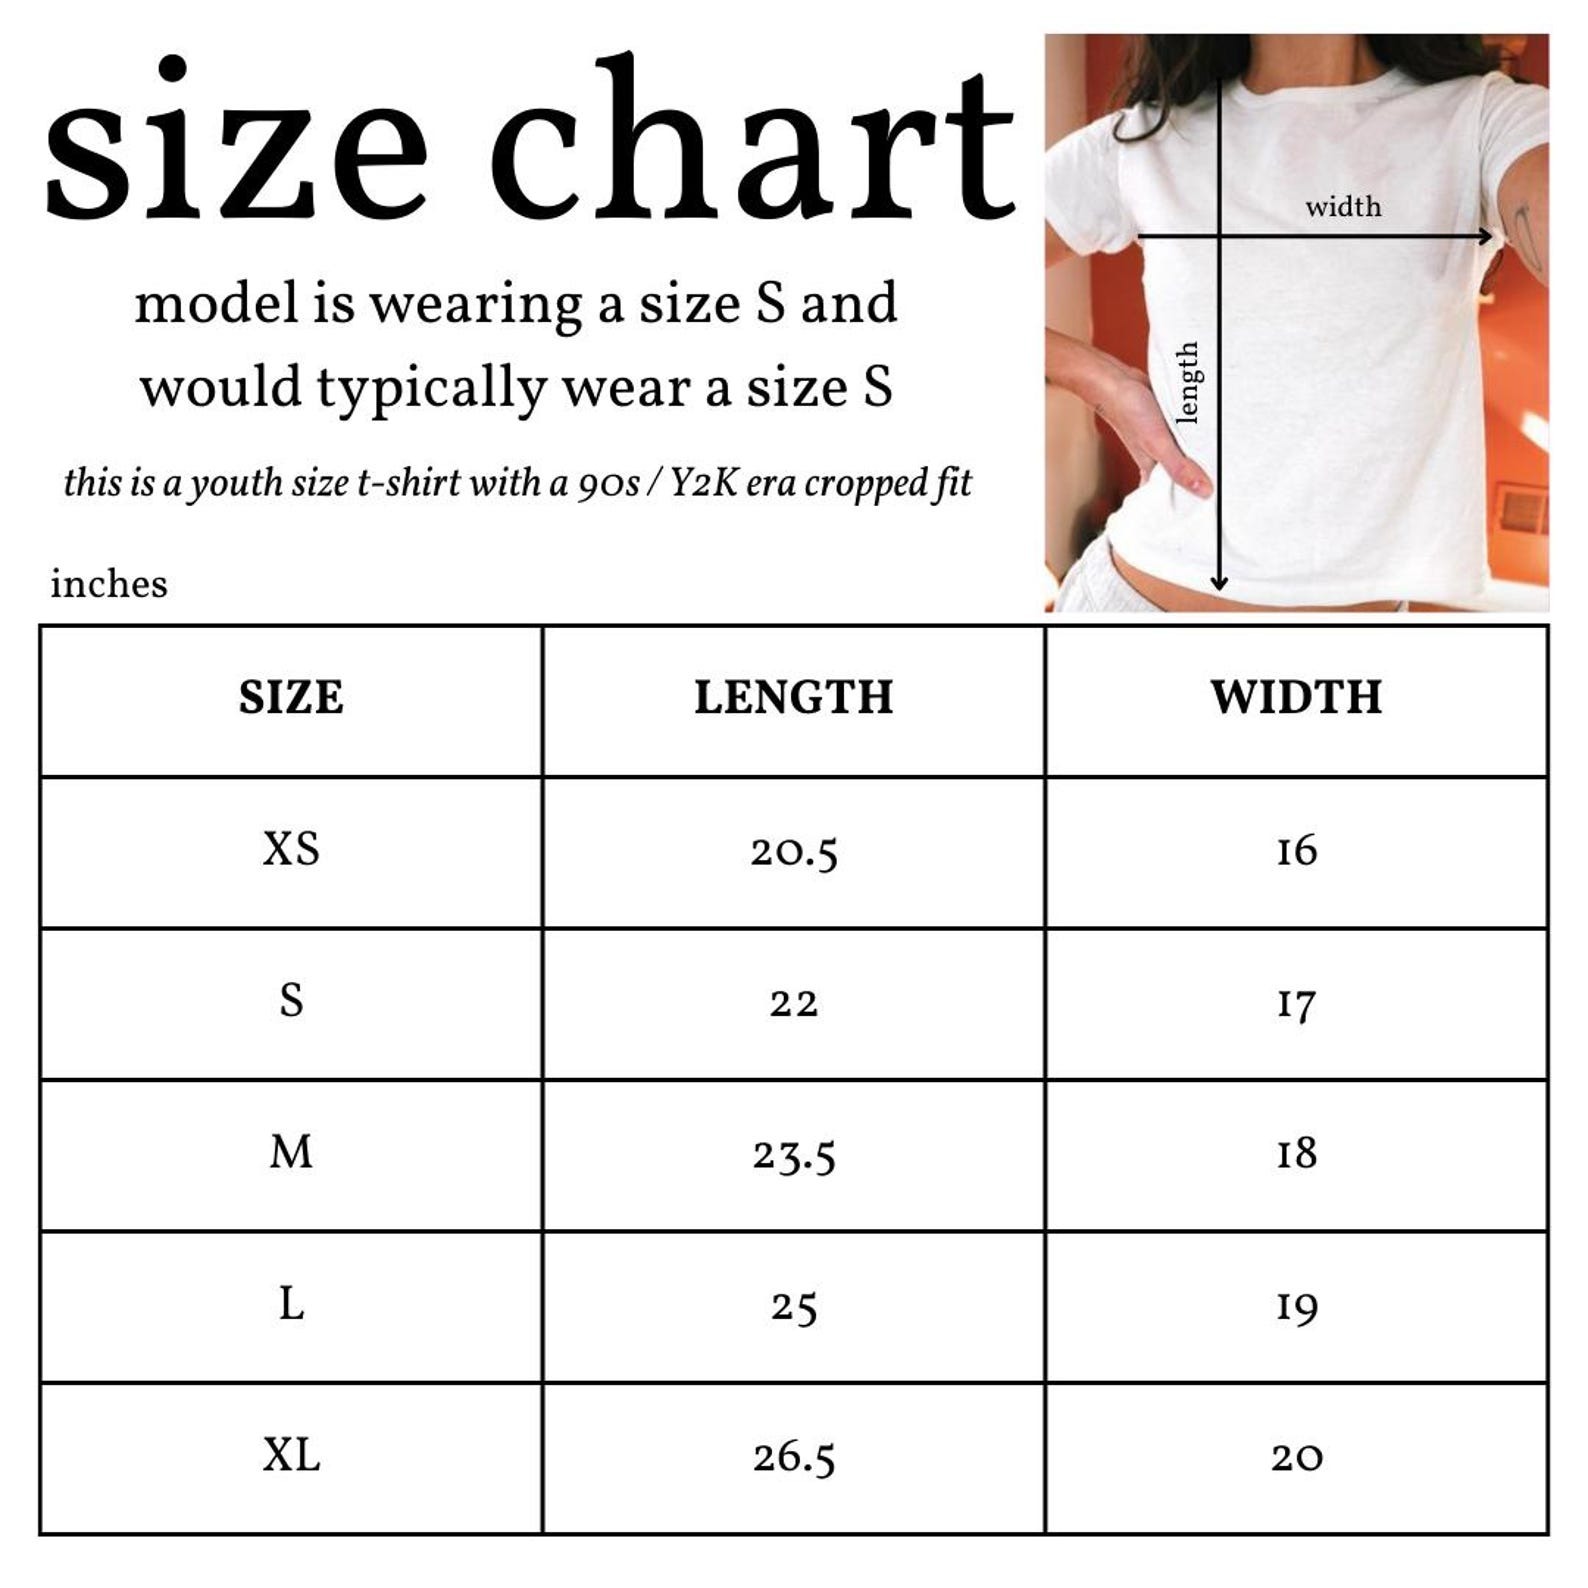 size chart
model is wearing a size S and
would typically wear a size S
this is a youth size t-shirt with a 90s / Y2K era cropped fit
width
length
inches
SIZE LENGTH WIDTH
XS 20.5 16
S 22 17
M 23.5 18
L 25 19
XL 26.5 20